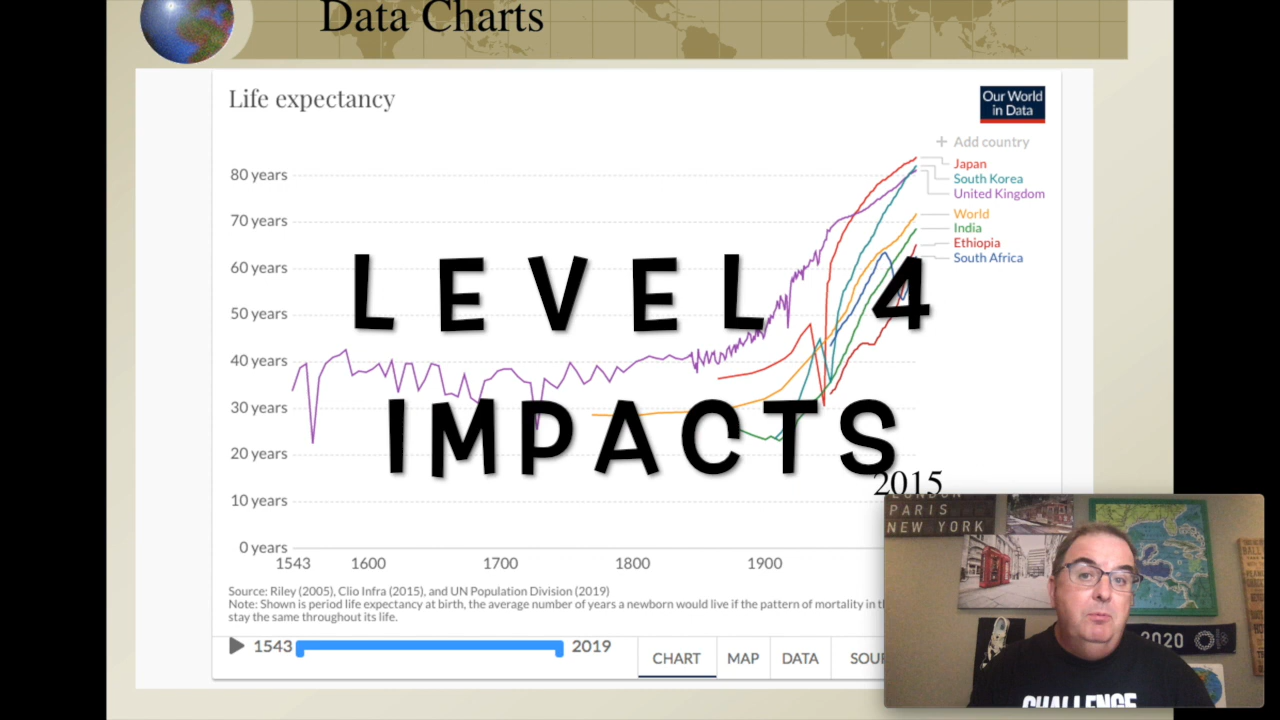 Data Charts
Life expectancy
Our World
in Data
+ Add country
Japan
South Korea
United Kingdom
World
India
Ethiopia
South Africa
80 years
70 years
60 years
50 years
40 years
30 years
20 years
10 years
0 years
LEVEL 4
IMPACTS
2015
1543
1600
1700
1800
1900
Source: Riley (2005), Clio Infra (2015), and UN Population Division (2019)
Note: Shown is period life expectancy at birth, the average number of years a newborn would live if the pattern of mortality in
stay the same throughout its life.
1543
2019
CHART
MAP
DATA
LONDON
PARIS
NEW YORK
2020
CHALLENGE